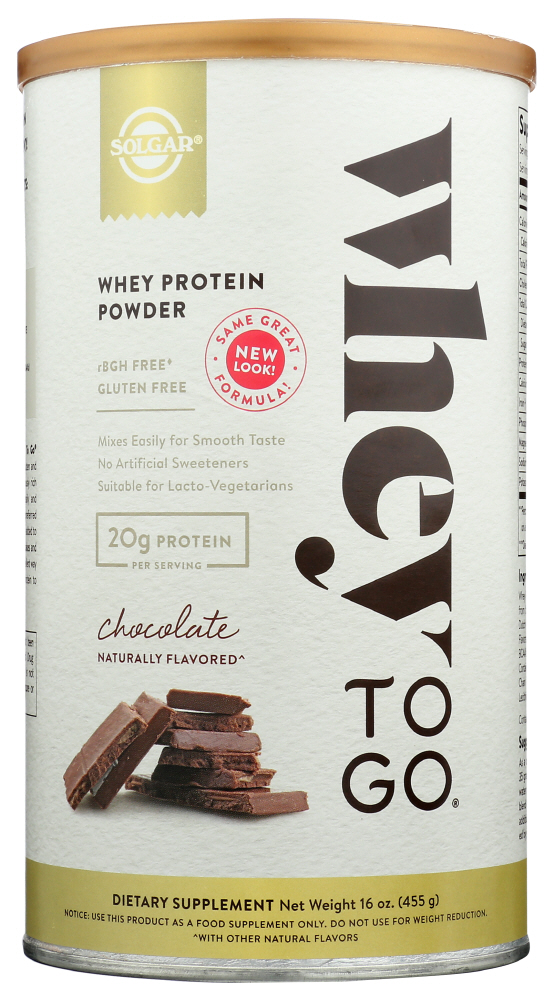 SOLGAR®
WHEY PROTEIN
POWDER
rBGH FREE‡
GLUTEN FREE
SAME GREAT
NEW
LOOK!
FORMULA!
Mixes Easily for Smooth Taste
No Artificial Sweeteners
Suitable for Lacto-Vegetarians
20g PROTEIN
PER SERVING
chocolate
NATURALLY FLAVORED^
whey
TO
GO®
DIETARY SUPPLEMENT Net Weight 16 oz. (455 g)
NOTICE: USE THIS PRODUCT AS A FOOD SUPPLEMENT ONLY. DO NOT USE FOR WEIGHT REDUCTION.
^WITH OTHER NATURAL FLAVORS